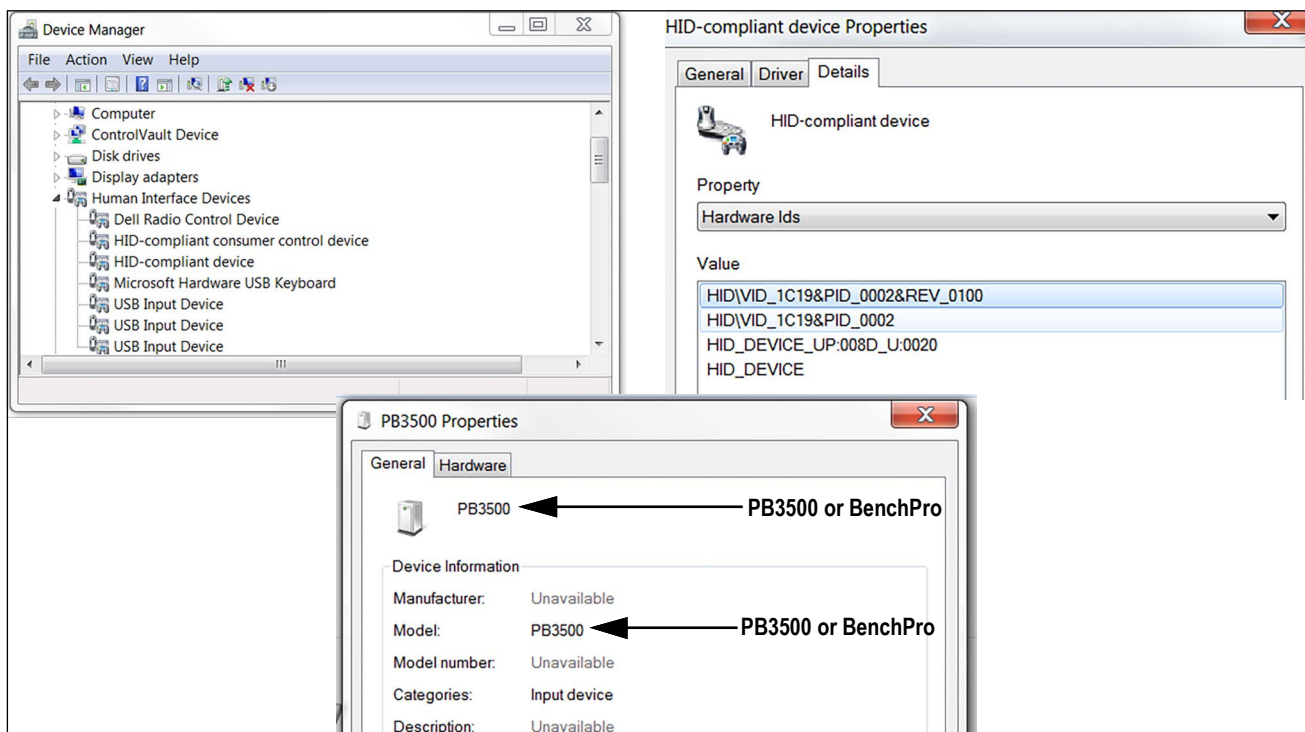 Device Manager
File Action View Help
Computer
ControlVault Device
Disk drives
Display adapters
Human Interface Devices
Dell Radio Control Device
HID-compliant consumer control device
HID-compliant device
Microsoft Hardware USB Keyboard
USB Input Device
USB Input Device
USB Input Device
HID-compliant device Properties
General Driver Details
HID-compliant device
Property
Hardware Ids
Value
HID\VID_1C19&PID_0002&REV_0100
HID\VID_1C19&PID_0002
HID_DEVICE_UP:008D_U:0020
HID_DEVICE
PB3500 Properties
General Hardware
PB3500 PB3500 or BenchPro
Device Information
Manufacturer: Unavailable
Model: PB3500 PB3500 or BenchPro
Model number: Unavailable
Categories: Input device
Description: Unavailable